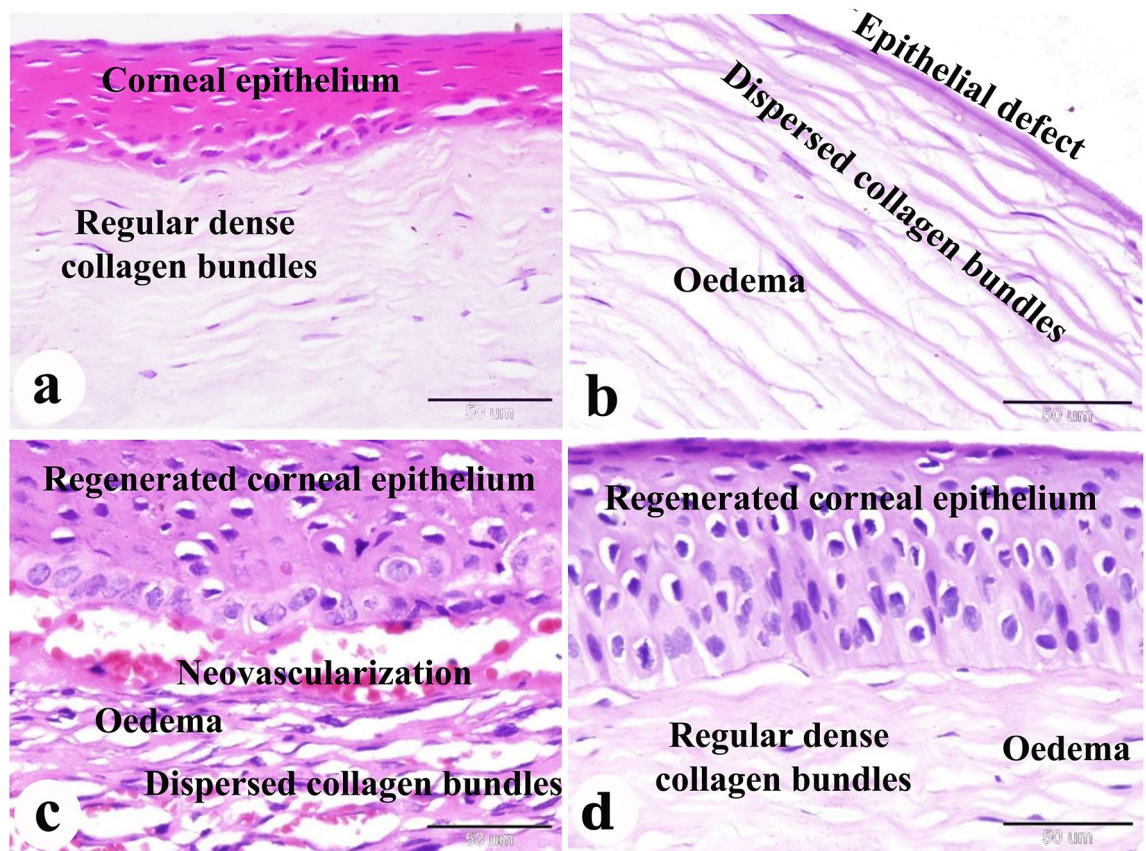 Corneal epithelium
Regular dense
collagen bundles
a
50 um
Epithelial defect
Dispersed collagen bundles
Oedema
b
50 um
Regenerated corneal epithelium
Neovascularization
Oedema
Dispersed collagen bundles
c
50 um
Regenerated corneal epithelium
Regular dense
collagen bundles
Oedema
d
50 um